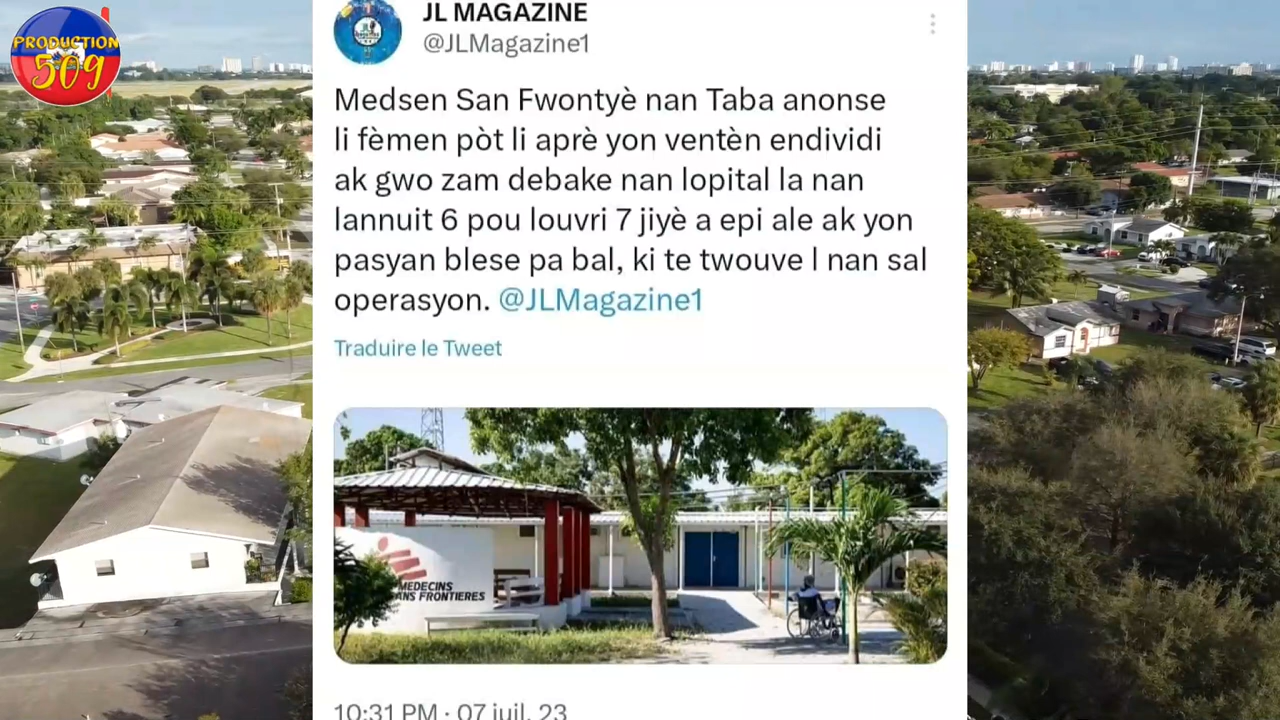 PRODUCTION
509
JL MAGAZINE
@JLMagazine1
Medsen San Fwontyè nan Taba anonse
li fèmen pòt li aprè yon ventèn endividi
ak gwo zam debake nan lopital la nan
lannuit 6 pou louvri 7 jiyè a epi ale ak yon
pasyan blese pa bal, ki te twouve l nan sal
operasyon. @JLMagazine1
Traduire le Tweet
MEDECINS
ANS FRONTIERES
10:31 PM · 07 juil. 23